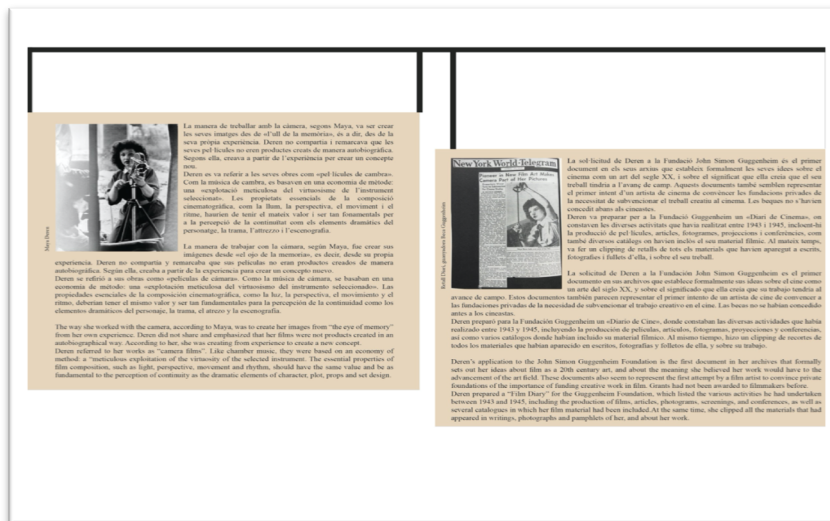 La manera de treballar amb la càmera, segons Maya, va ser crear
les seves imatges des de «l'ull de la memòria», és a dir, des de la
seva pròpia experiència. Deren no compartia i remarcava que les
seves pel·lícules no eren productes creats de manera autobiogràfica.
Segons ella, creava a partir de l'experiència per crear un concepte
nou.
Deren es va referir a les seves obres com «pel·lícules de cambra».
Com la música de cambra, es basaven en una economia de mètode:
una «explotació meticulosa del virtuosisme de l'instrument
seleccionat». Les propietats essencials de la composició
cinematogràfica, com la llum, la perspectiva, el moviment i el
ritme, haurien de tenir el mateix valor i ser tan fonamentals per
a la percepció de la continuïtat com els elements dramàtics del
personatge, la trama, l'attrezzo i l'escenografia.
Maya Deren
La manera de trabajar con la cámara, según Maya, fue crear sus
imágenes desde «el ojo de la memoria», es decir, desde su propia
experiencia. Deren no compartía y remarcaba que sus películas no eran productos creados de manera
autobiográfica. Según ella, creaba a partir de la experiencia para crear un concepto nuevo.
Deren se refirió a sus obras como «películas de cámara». Como la música de cámara, se basaban en una
economía de método: una «explotación meticulosa del virtuosismo del instrumento seleccionado». Las
propiedades esenciales de la composición cinematográfica, como la luz, la perspectiva, el movimiento y el
ritmo, deberían tener el mismo valor y ser tan fundamentales para la percepción de la continuidad como los
elementos dramáticos del personaje, la trama, el atrezo y la escenografía.
The way she worked with the camera, according to Maya, was to create her images from "the eye of memory"
from her own experience. Deren did not share and emphasized that her films were not products created in an
autobiographical way. According to her, she was creating from experience to create a new concept.
Deren referred to her works as "camera films". Like chamber music, they were based on an economy of
method: a "meticulous exploitation of the virtuosity of the selected instrument. The essential properties of
film composition, such as light, perspective, movement and rhythm, should have the same value and be as
fundamental to the perception of continuity as the dramatic elements of character, plot, props and set design.
New York World-Telegram
Pioneer in New Film Art Makes
Camera Part of Her Pictures
Guggenheim
La sol·licitud de Deren a la Fundació John Simon Guggenheim és el primer
document en els seus arxius que estableix formalment les seves idees sobre el
cinema com un art del segle XX, i sobre el significat que ella creia que el seu
treball tindria a l'avanç de camp. Aquests documents també semblen representar
el primer intent d'un artista de cinema de convèncer les fundacions privades de
la necessitat de subvencionar el treball creatiu al cinema. Les beques no s'havien
concedit abans als cineastes.
Deren va preparar per a la Fundació Guggenheim un «Diari de Cinema», on
constaven les diverses activitats que havia realitzat entre 1943 i 1945, incloent-hi
la producció de pel·lícules, articles, fotogrames, projeccions i conferències, com
també diversos catàlegs on havien inclòs el seu material fílmic. Al mateix temps,
va fer un clipping de retalls de tots els materials que havien aparegut a escrits,
fotografies i fullets d'ella, i sobre el seu treball.
La solicitud de Deren a la Fundación John Simon Guggenheim es el primer
documento en sus archivos que establece formalmente sus ideas sobre el cine como
un arte del siglo XX, y sobre el significado que ella creía que su trabajo tendría al
avance de campo. Estos documentos también parecen representar el primer intento de un artista de cine de convencer a
las fundaciones privadas de la necesidad de subvencionar el trabajo creativo en el cine. Las becas no se habían concedido
antes a los cineastas.
Deren preparó para la Fundación Guggenheim un «Diario de Cine», donde constaban las diversas actividades que había
realizado entre 1943 y 1945, incluyendo la producción de películas, artículos, fotogramas, proyecciones y conferencias,
así como varios catálogos donde habían incluido su material fílmico. Al mismo tiempo, hizo un clipping de recortes de
todos los materiales que habían aparecido en escritos, fotografías y folletos de ella, y sobre su trabajo.
Deren's application to the John Simon Guggenheim Foundation is the first document in her archives that formally
sets out her ideas about film as a 20th century art, and about the meaning she believed her work would have to the
advancement of the art field. These documents also seem to represent the first attempt by a film artist to convince private
foundations of the importance of funding creative work in film. Grants had not been awarded to filmmakers before.
Deren prepared a "Film Diary" for the Guggenheim Foundation, which listed the various activities he had undertaken
between 1943 and 1945, including the production of films, articles, photograms, screenings, and conferences, as well as
several catalogues in which her film material had been included.At the same time, she clipped all the materials that had
appeared in writings, photographs and pamphlets of her, and about her work.